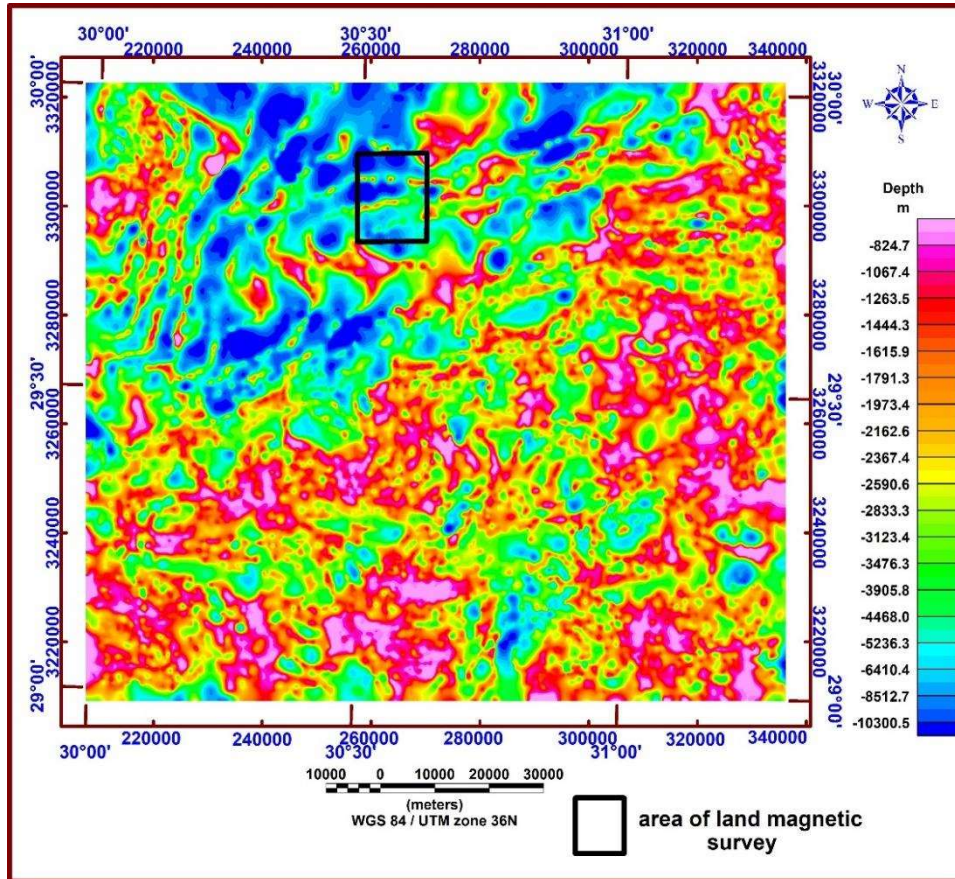 30°00' 30°30' 31°00'
220000 240000 260000 280000 300000 320000 340000
30°00'
3320000
3300000
3280000
29°30'
3260000
3240000
3220000
29°00'
30°00'
3320000
3300000
3280000
29°30'
3260000
3240000
3220000
29°00'
220000 240000 260000 280000 300000 320000 340000
30°00' 30°30' 31°00'
N
W E
S
Depth
m
-824.7
-1067.4
-1263.5
-1444.3
-1615.9
-1791.3
-1973.4
-2162.6
-2367.4
-2590.6
-2833.3
-3123.4
-3476.3
-3905.8
-4468.0
-5236.3
-6410.4
-8512.7
-10300.5
10000 0 10000 20000 30000
(meters)
WGS 84 / UTM zone 36N
area of land magnetic
survey